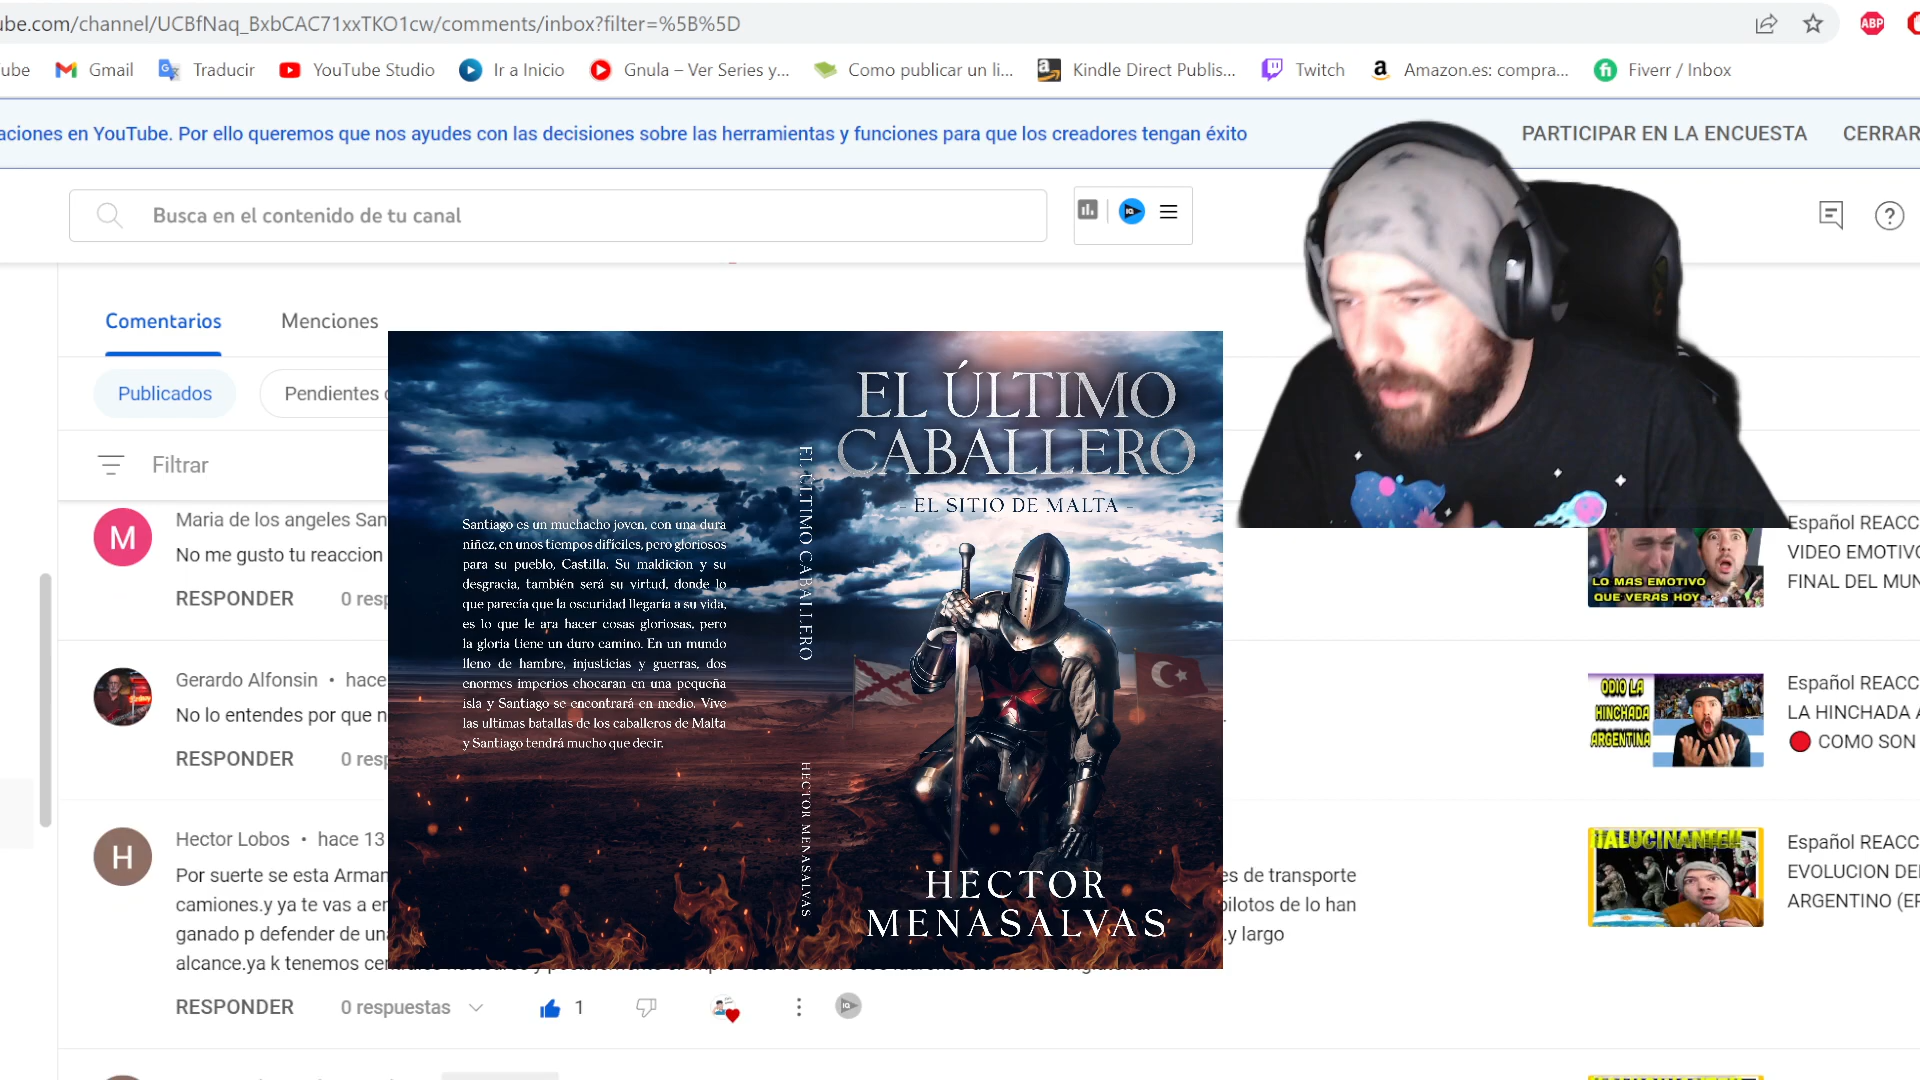 ube.com/channel/UCBfNaq_BxbCAC71xxTKO1cw/comments/inbox?filter=%5B%5D
ABP
ube Gmail Traducir YouTube Studio Ir a Inicio Gnula – Ver Series y... Como publicar un li... Kindle Direct Publis... Twitch Amazon.es: compra... Fiverr / Inbox
aciones en YouTube. Por ello queremos que nos ayudes con las decisiones sobre las herramientas y funciones para que los creadores tengan éxito
PARTICIPAR EN LA ENCUESTA CERRAR
Busca en el contenido de tu canal
Comentarios Menciones
Publicados Pendientes
Filtrar
M
Maria de los angeles San
No me gusto tu reaccion
RESPONDER 0 resp
Gerardo Alfonsin • hace
No lo entendes por que n
RESPONDER 0 resp
H
Hector Lobos • hace 13
Por suerte se esta Arman
camiones.y ya te vas a en
ganado p defender de una
alcance.ya k tenemos cen
es de transporte
pilotos de lo han
.y largo
RESPONDER 0 respuestas 1
Santiago es un muchacho joven, con una dura
niñez, en unos tiempos difíciles, pero gloriosos
para su pueblo, Castilla. Su maldicion y su
desgracia, también será su virtud, donde lo
que parecía que la oscuridad llegaría a su vida,
es lo que le ara hacer cosas gloriosas, pero
la gloria tiene un duro camino. En un mundo
lleno de hambre, injusticias y guerras, dos
enormes imperios chocaran en una pequeña
isla y Santiago se encontrará en medio. Vive
las ultimas batallas de los caballeros de Malta
y Santiago tendrá mucho que decir.
EL ÚLTIMO CABALLERO
HECTOR MENASALVAS
EL ÚLTIMO
CABALLERO
- EL SITIO DE MALTA -
HECTOR
MENASALVAS
LO MAS EMOTIVO
QUE VERAS HOY
Español REACC
VIDEO EMOTIVO
FINAL DEL MUN
ODIO LA
HINCHADA
ARGENTINA
Español REACC
LA HINCHADA A
COMO SON
¡ALUCINANTE!!
Español REACC
EVOLUCION DEL
ARGENTINO (EF